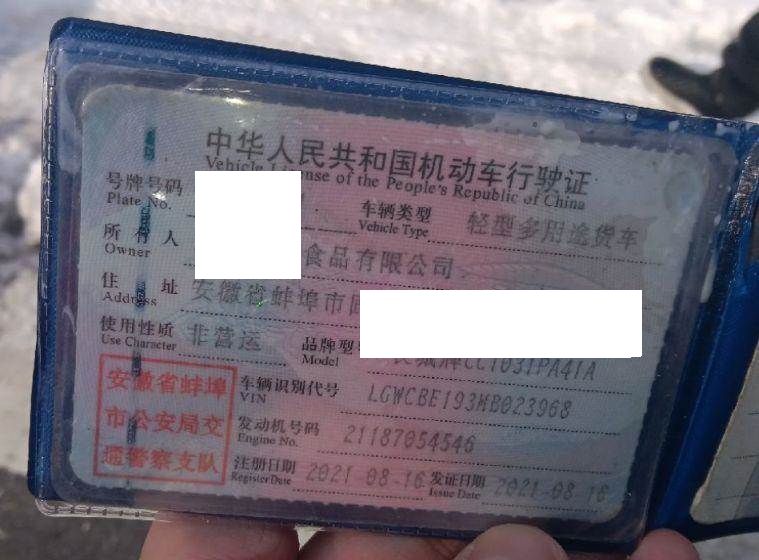 中华人民共和国机动车行驶证
Vehicle License of the People's Republic of China
号牌号码
Plate No.
车辆类型 轻型多用途货车
Vehicle Type
所有人 食品有限公司
Owner
住址 安徽省蚌埠市
Address
使用性质 非营运
Use Character
品牌型
Model
CC1031PA41A
安徽省蚌埠
市公安局交
通警察支队
车辆识别代号 LGWCBE193MB023968
VIN
发动机号码 21187054546
Engine No.
注册日期 2021-08-16
Register Date
发证日期 2021-08-16
Issue Date